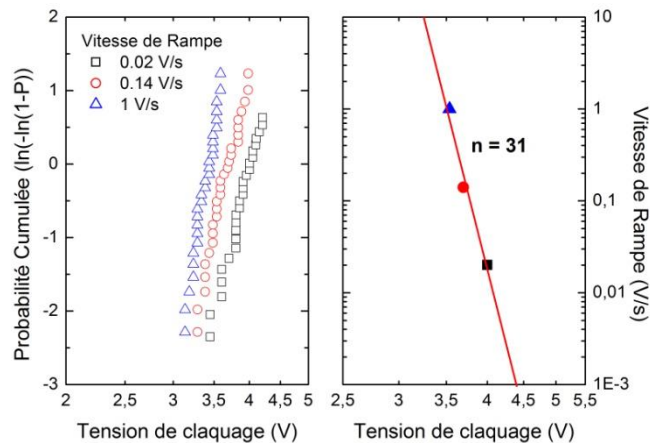 Vitesse de Rampe
0.02 V/s
0.14 V/s
1 V/s
Probabilité Cumulée (ln(-ln(1-P))
2
1
0
-1
-2
-3
2
2,5
3
3,5
4
4,5
5
Tension de claquage (V)
n = 31
10
1
0,1
0,01
1E-3
Vitesse de Rampe (V/s)
2,5
3
3,5
4
4,5
5
5,5
Tension de claquage (V)